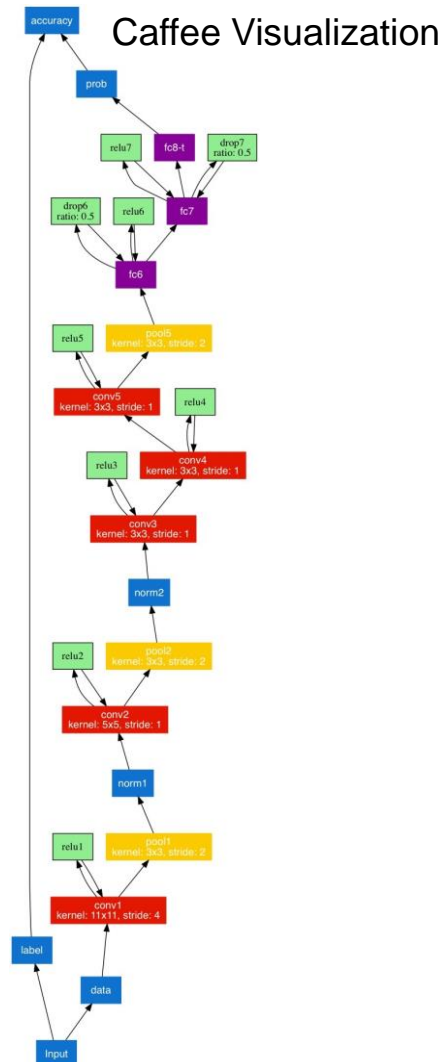 Caffee Visualization
accuracy
prob
relu7
fc8-t
drop7
ratio: 0.5
drop6
ratio: 0.5
relu6
fc7
fc6
relu5
pool5
kernel: 3x3, stride: 2
conv5
kernel: 3x3, stride: 1
relu4
relu3
conv4
kernel: 3x3, stride: 1
conv3
kernel: 3x3, stride: 1
norm2
relu2
pool2
kernel: 3x3, stride: 2
conv2
kernel: 5x5, stride: 1
norm1
relu1
pool1
kernel: 3x3, stride: 2
conv1
kernel: 11x11, stride: 4
label
data
Input